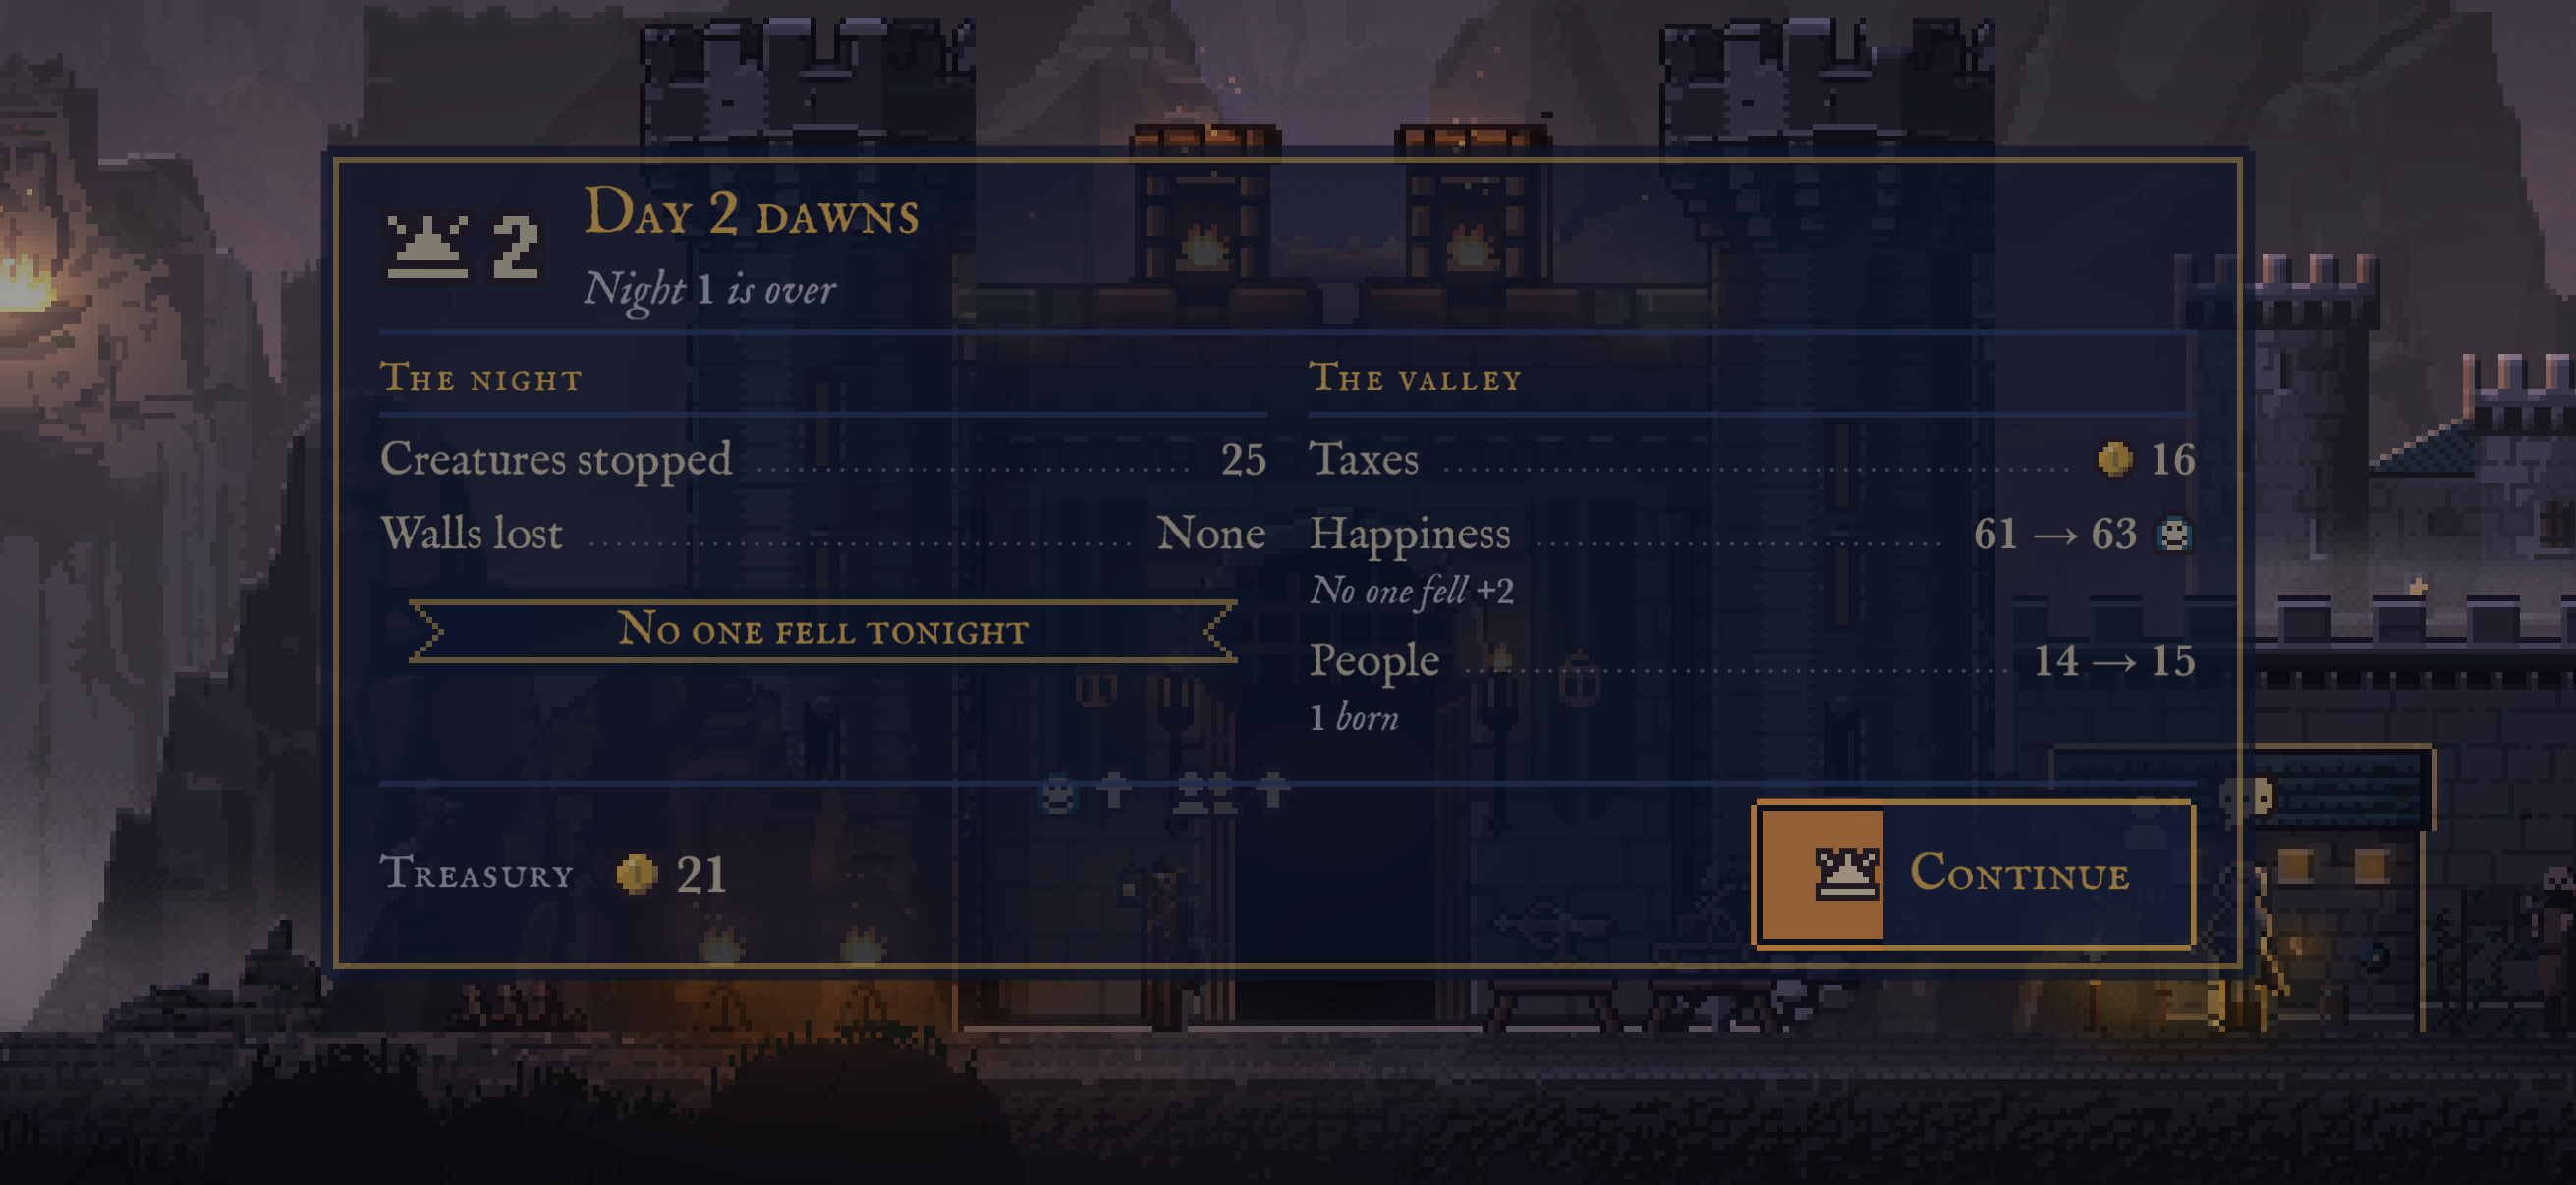 2
Day 2 dawns
Night 1 is over
The night
Creatures stopped 25
Walls lost None
No one fell tonight
The valley
Taxes 16
Happiness 61 → 63
No one fell +2
People 14 → 15
1 born
Treasury 21
Continue